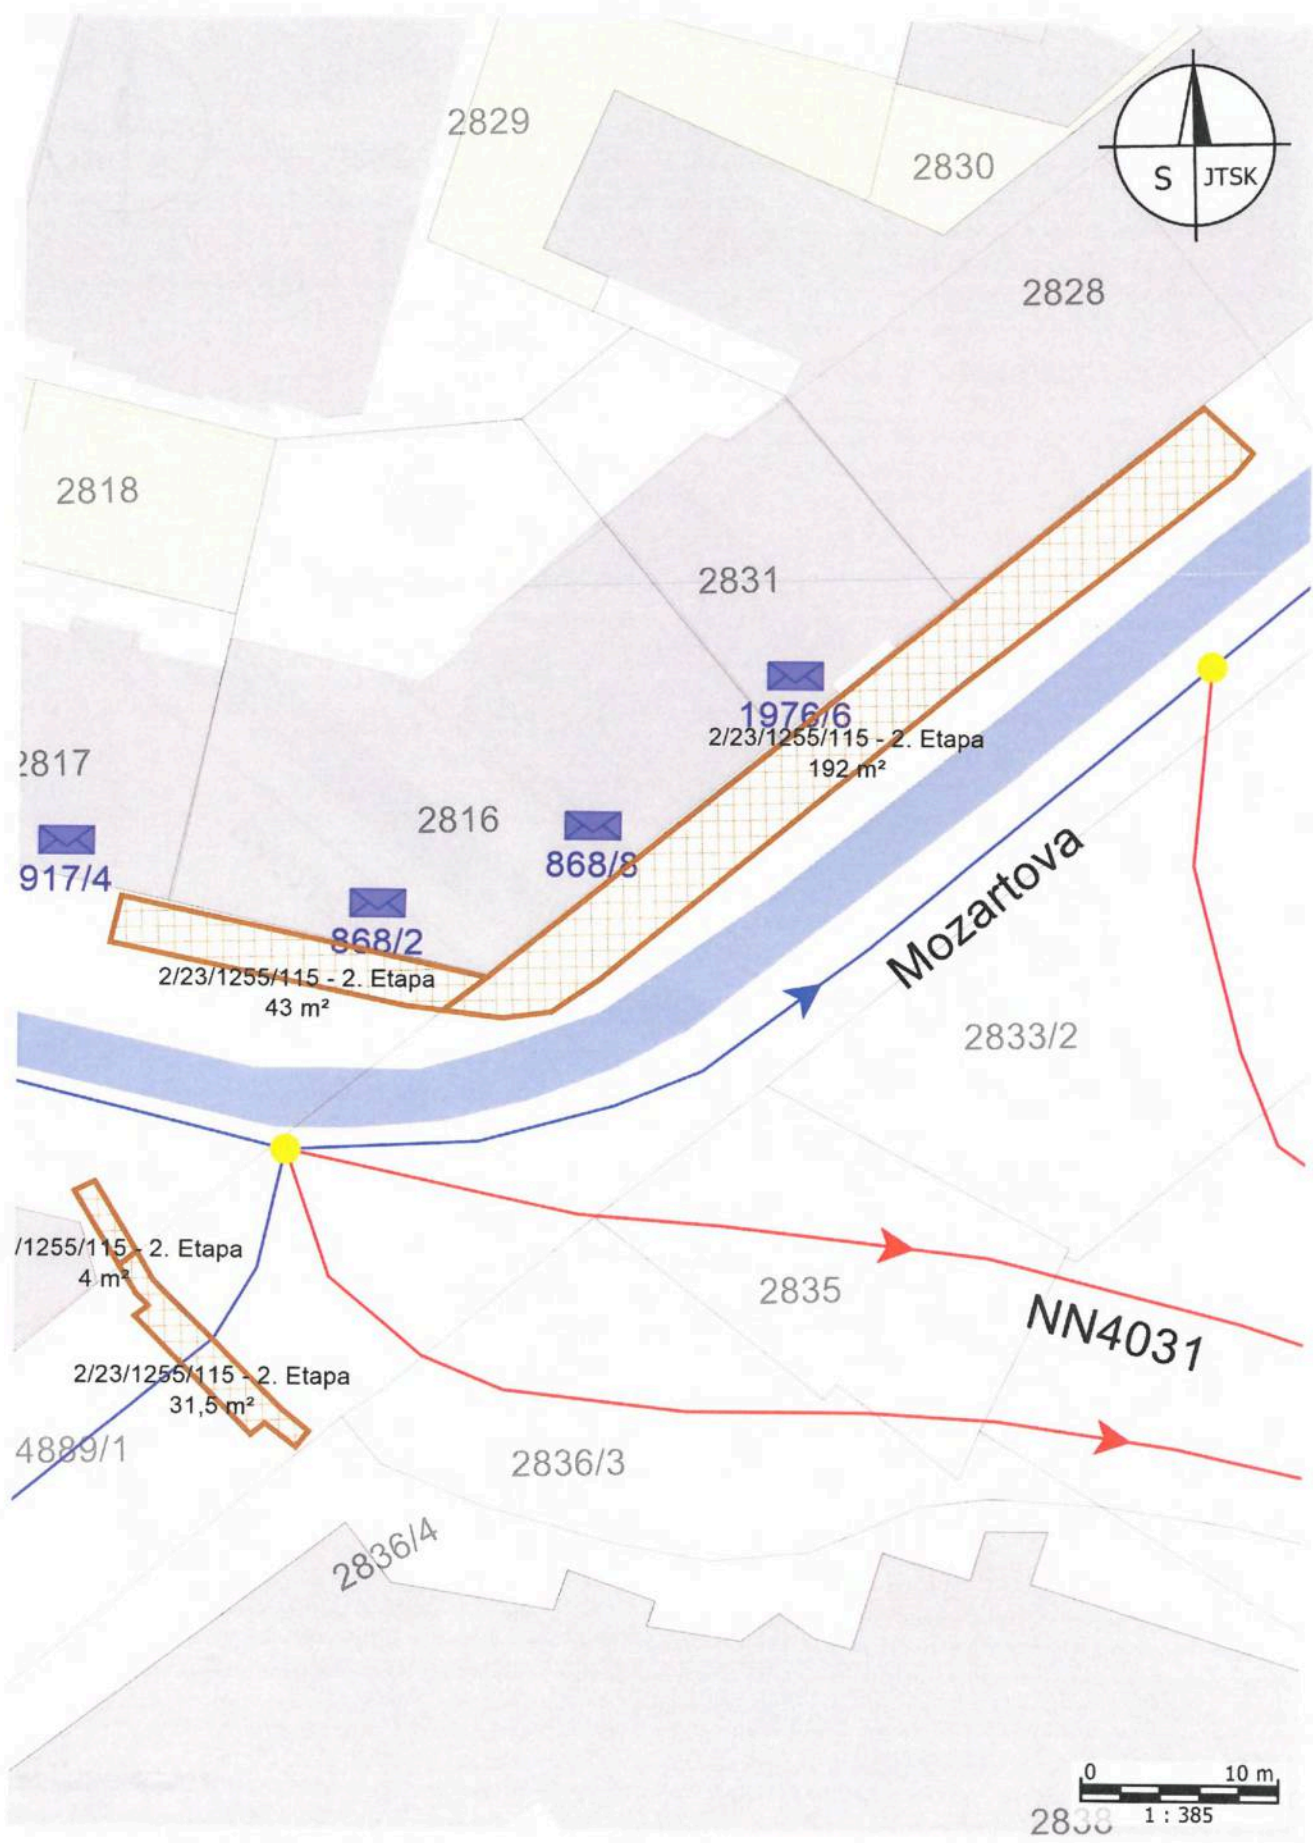 2829
2830
S JTSK
2828
2818
2831
1976/6
2/23/1255/115 - 2. Etapa
192 m²
2817
2816
868/8
917/4
868/2
2/23/1255/115 - 2. Etapa
43 m²
Mozartova
2833/2
/1255/115 - 2. Etapa
4 m²
2835
NN4031
2/23/1255/115 - 2. Etapa
31,5 m²
4889/1
2836/3
2836/4
0 10 m
1 : 385
2838